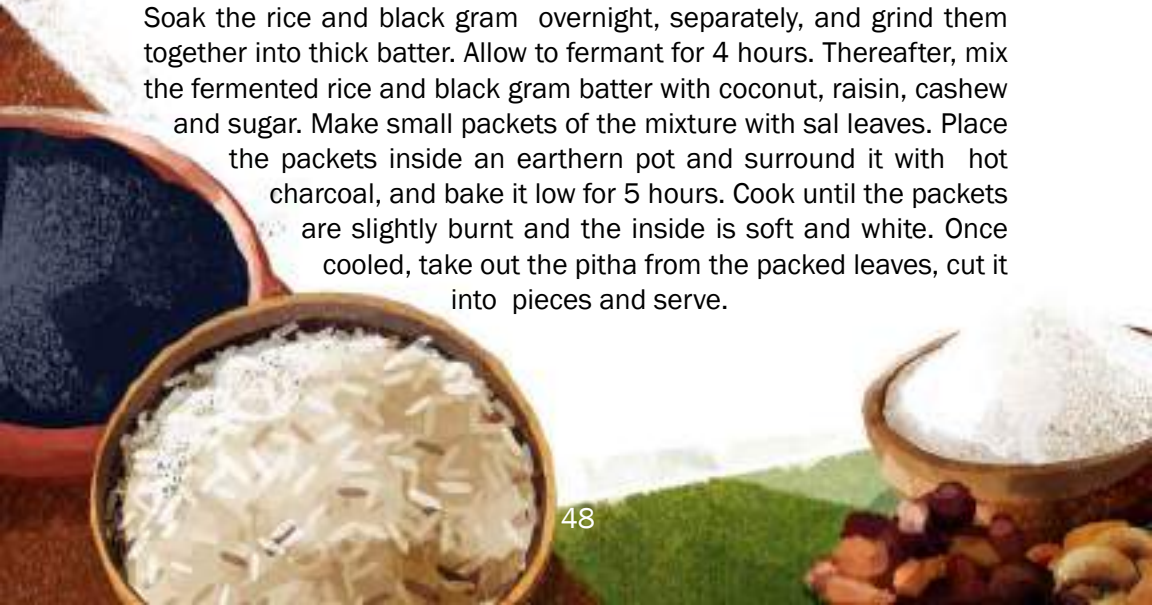 Soak the rice and black gram overnight, separately, and grind them
together into thick batter. Allow to fermant for 4 hours. Thereafter, mix
the fermented rice and black gram batter with coconut, raisin, cashew
and sugar. Make small packets of the mixture with sal leaves. Place
the packets inside an earthern pot and surround it with hot
charcoal, and bake it low for 5 hours. Cook until the packets
are slightly burnt and the inside is soft and white. Once
cooled, take out the pitha from the packed leaves, cut it
into pieces and serve.
48